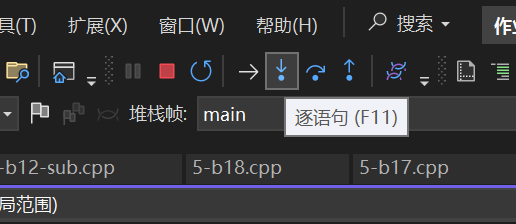 具(T) 扩展(X) 窗口(W) 帮助(H) 搜索 作业
堆栈帧: main
逐语句 (F11)
-b12-sub.cpp 5-b18.cpp 5-b17.cpp
局范围)